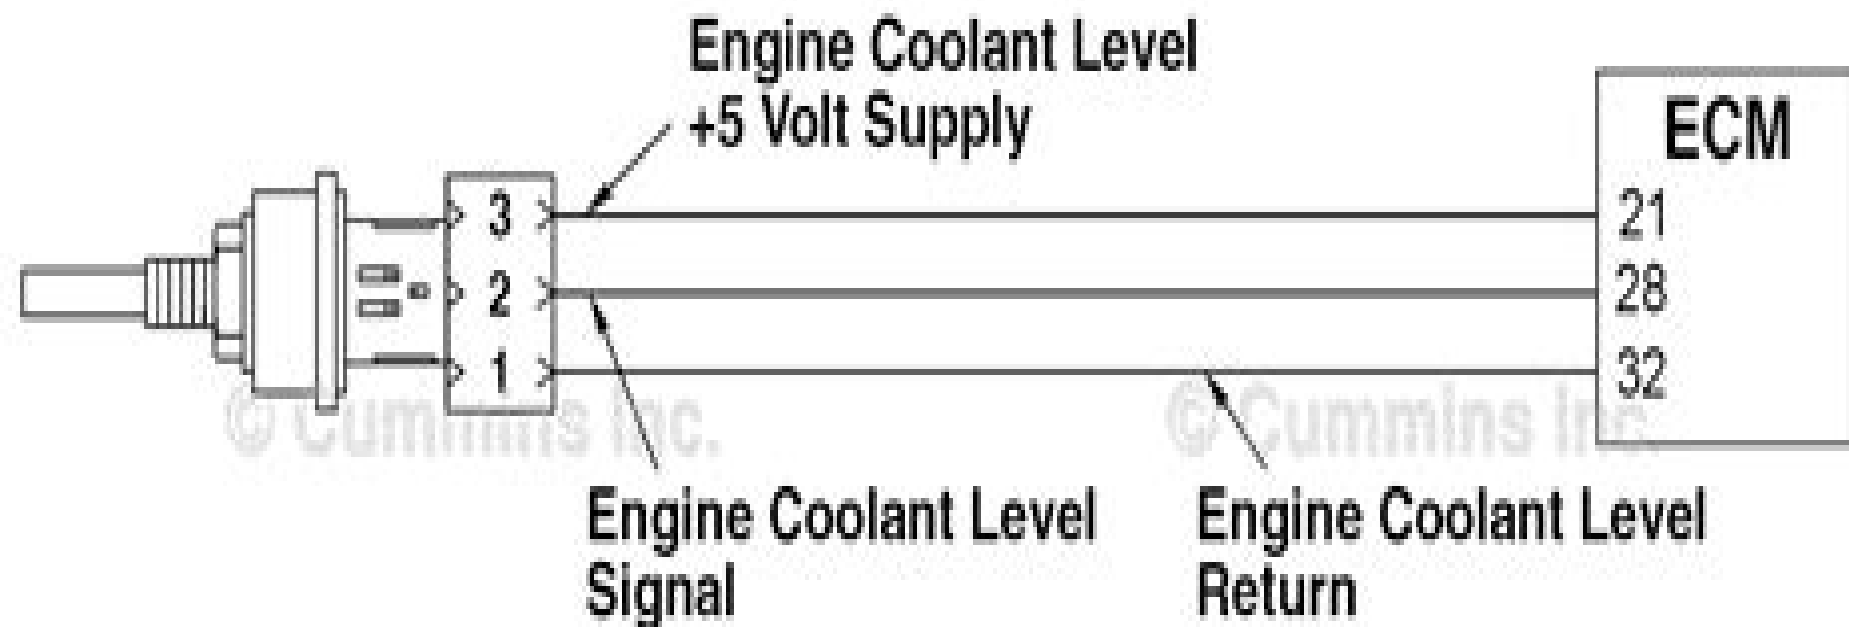 Engine Coolant Level
+5 Volt Supply
ECM
3
21
2
28
1
32
© Cummins Inc.
© Cummins Inc.
Engine Coolant Level
Signal
Engine Coolant Level
Return